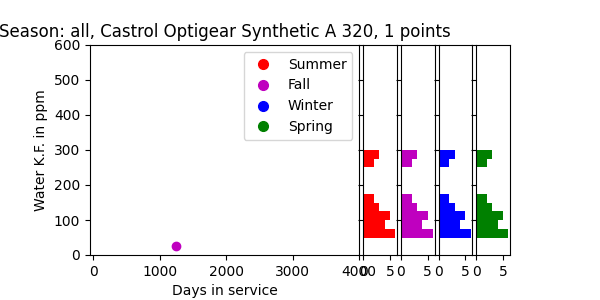 Season: all, Castrol Optigear Synthetic A 320, 1 points
600
500
400
300
200
100
0
Water K.F. in ppm
Summer
Fall
Winter
Spring
0 1000 2000 3000 4000
0 5 0 5 0 5 0 5
Days in service